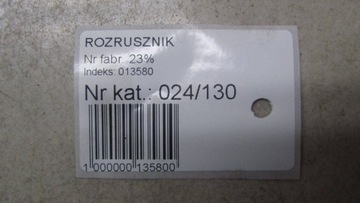 ROZRUSZNIK
Nr fabr 23%
Indeks: 013580
Nr kat.: 024/130
1 000000 135800